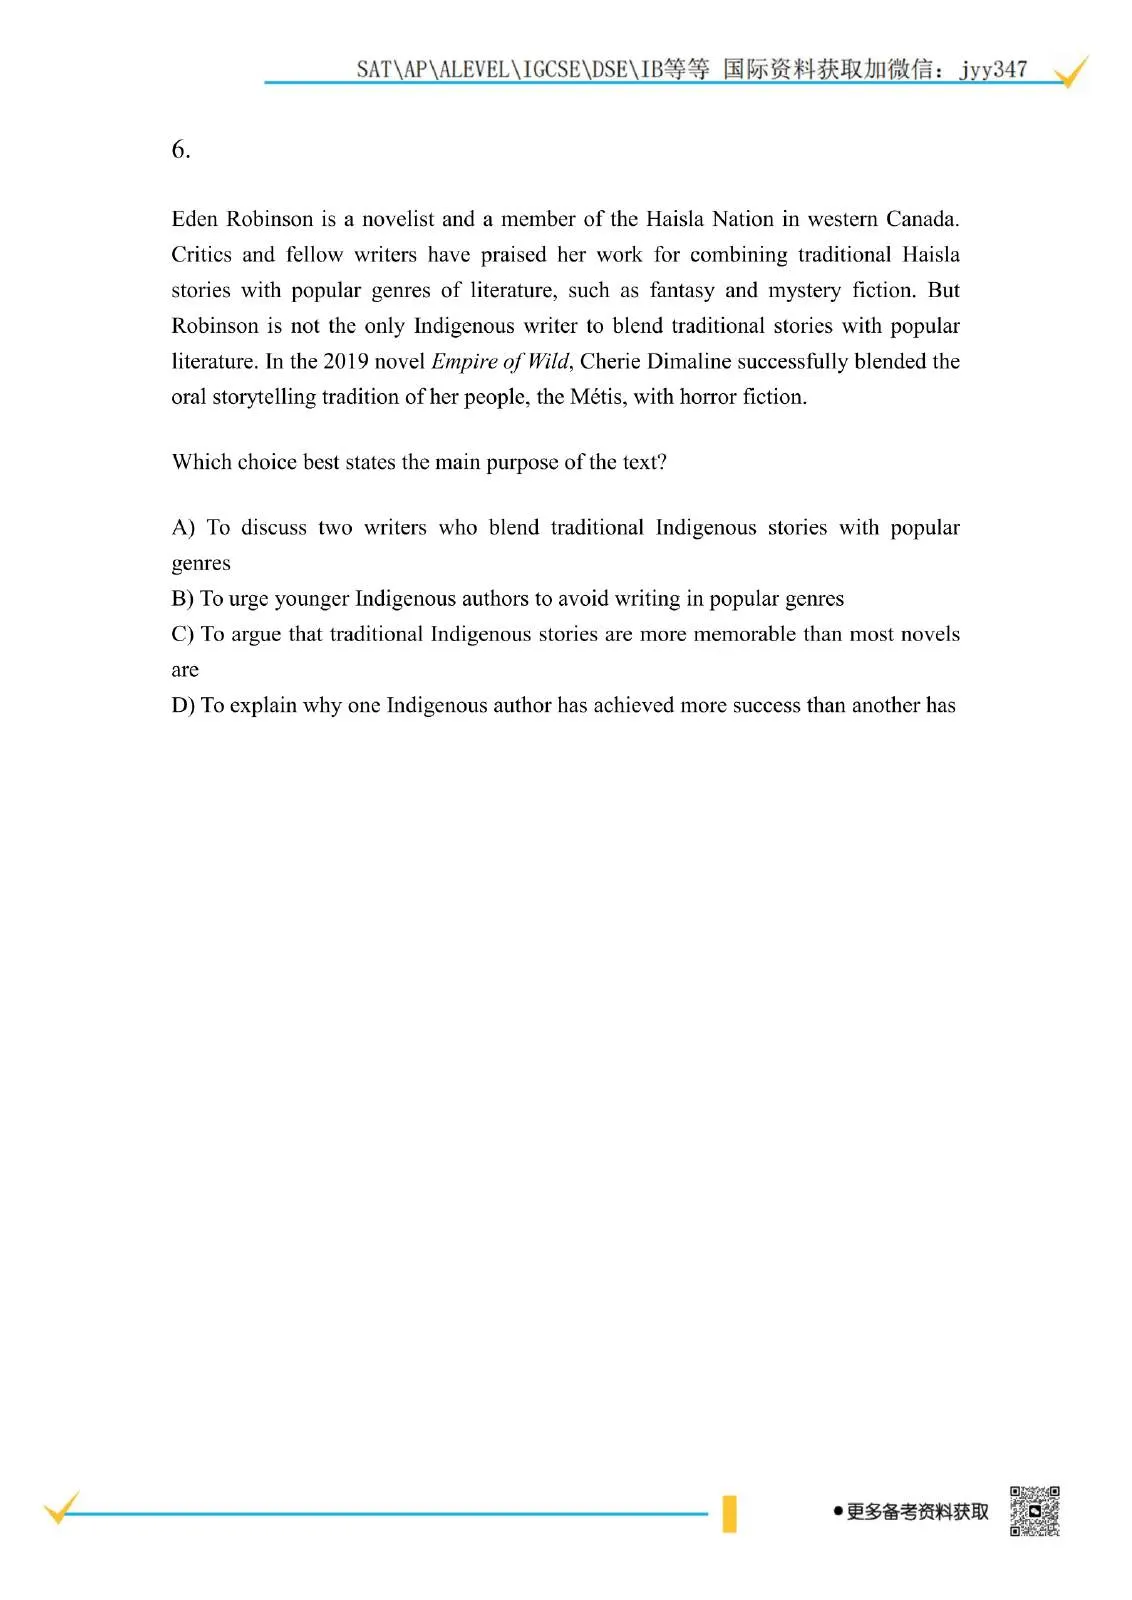 SAT\AP\ALEVEL\IGCSE\DSE\IB等等 国际资料获取加微信：jyy347
6.
Eden Robinson is a novelist and a member of the Haisla Nation in western Canada.
Critics and fellow writers have praised her work for combining traditional Haisla
stories with popular genres of literature, such as fantasy and mystery fiction. But
Robinson is not the only Indigenous writer to blend traditional stories with popular
literature. In the 2019 novel Empire of Wild, Cherie Dimaline successfully blended the
oral storytelling tradition of her people, the Métis, with horror fiction.
Which choice best states the main purpose of the text?
A) To discuss two writers who blend traditional Indigenous stories with popular
genres
B) To urge younger Indigenous authors to avoid writing in popular genres
C) To argue that traditional Indigenous stories are more memorable than most novels
are
D) To explain why one Indigenous author has achieved more success than another has
●更多备考资料获取